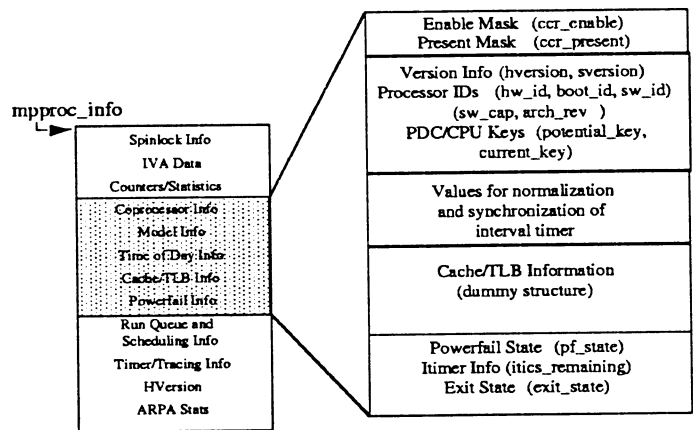 mpproc_info
Spinlock Info
IVA Data
Counters/Statistics
Coprocessor Info
Model Info
Time of Day Info
Cache/TLB Info
Powerfail Info
Run Queue and
Scheduling Info
Timer/Tracing Info
HVersion
ARPA Stats
Enable Mask (ccr_enable)
Present Mask (ccr_present)
Version Info (hversion, sversion)
Processor IDs (hw_id, boot_id, sw_id)
(sw_cap, arch_rev )
PDC/CPU Keys (potential_key,
current_key)
Values for normalization
and synchronization of
interval timer
Cache/TLB Information
(dummy structure)
Powerfail State (pf_state)
Itimer Info (itics_remaining)
Exit State (exit_state)